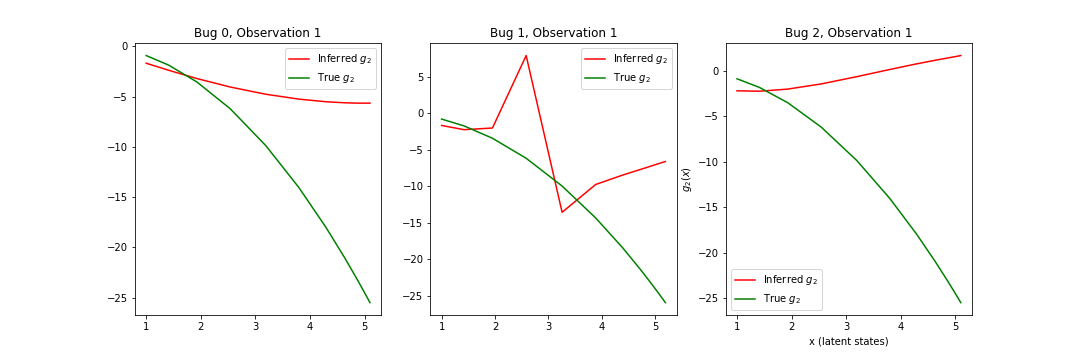 Bug 0, Observation 1
0
−5
−10
−15
−20
−25
1 2 3 4 5
Inferred g₂
True g₂
Bug 1, Observation 1
5
0
−5
−10
−15
−20
−25
1 2 3 4 5
Inferred g₂
True g₂
Bug 2, Observation 1
g₂(x)
0
−5
−10
−15
−20
−25
1 2 3 4 5
x (latent states)
Inferred g₂
True g₂